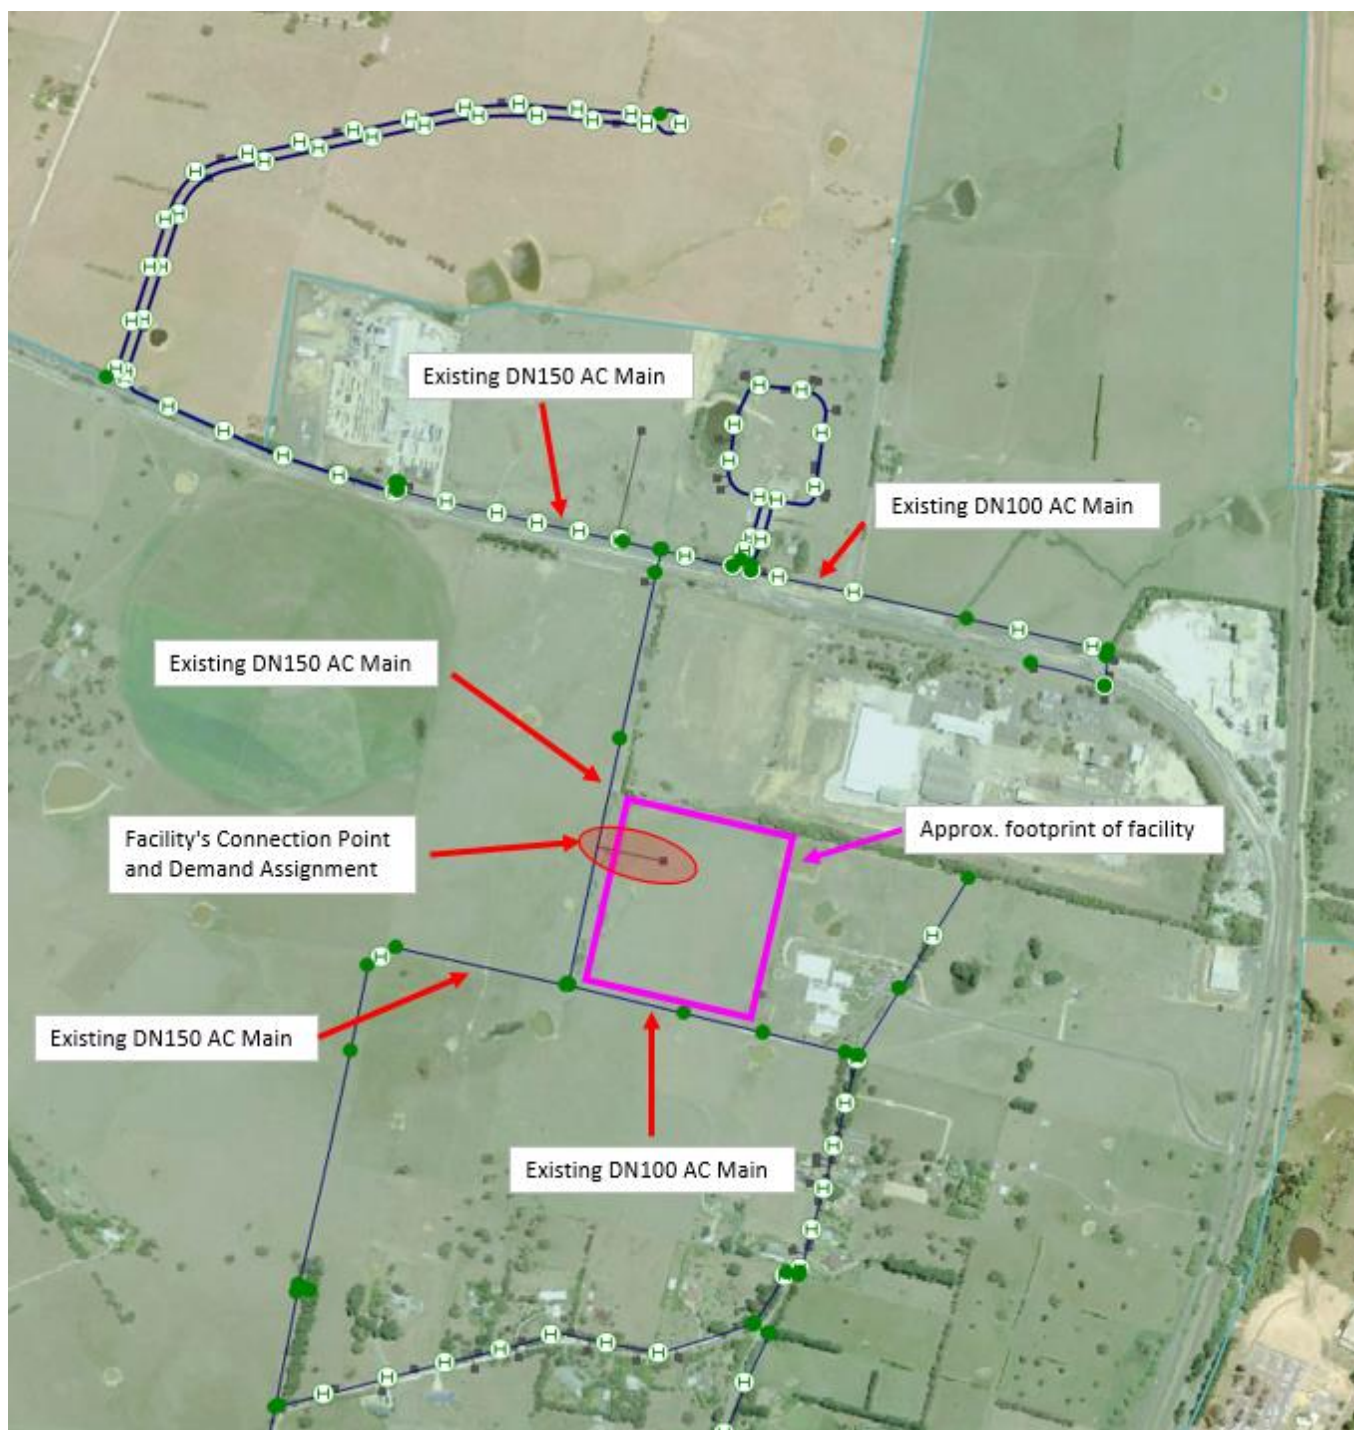 Existing DN150 AC Main
Existing DN100 AC Main
Existing DN150 AC Main
Facility's Connection Point
and Demand Assignment
Approx. footprint of facility
Existing DN150 AC Main
Existing DN100 AC Main